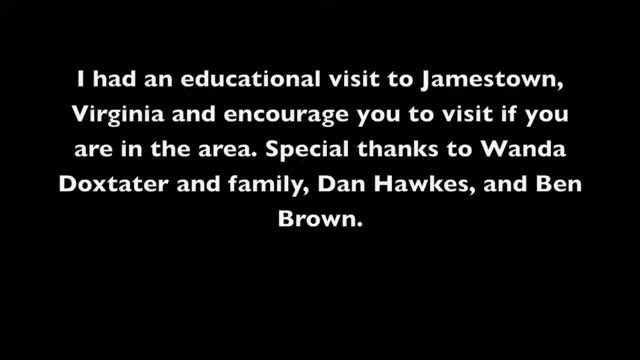 I had an educational visit to Jamestown,
Virginia and encourage you to visit if you
are in the area. Special thanks to Wanda
Doxtater and family, Dan Hawkes, and Ben
Brown.